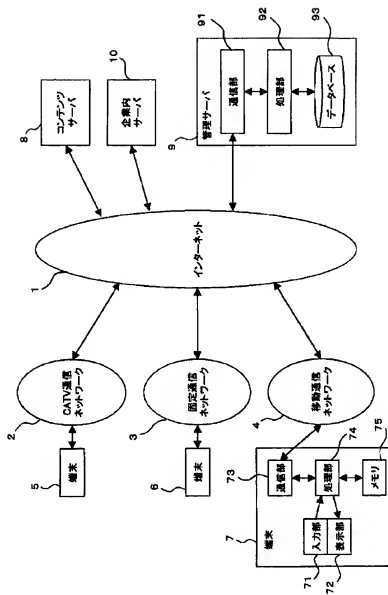 1
インターネット
2
CATV通信
ネットワーク
3
固定通信
ネットワーク
4
移動通信
ネットワーク
5
端末
6
端末
7
端末
71
入力部
72
表示部
73
通信部
74
処理部
75
メモリ
8
コンテンツ
サーバ
10
企業内
サーバ
9
管理サーバ
91
通信部
92
処理部
93
データベース